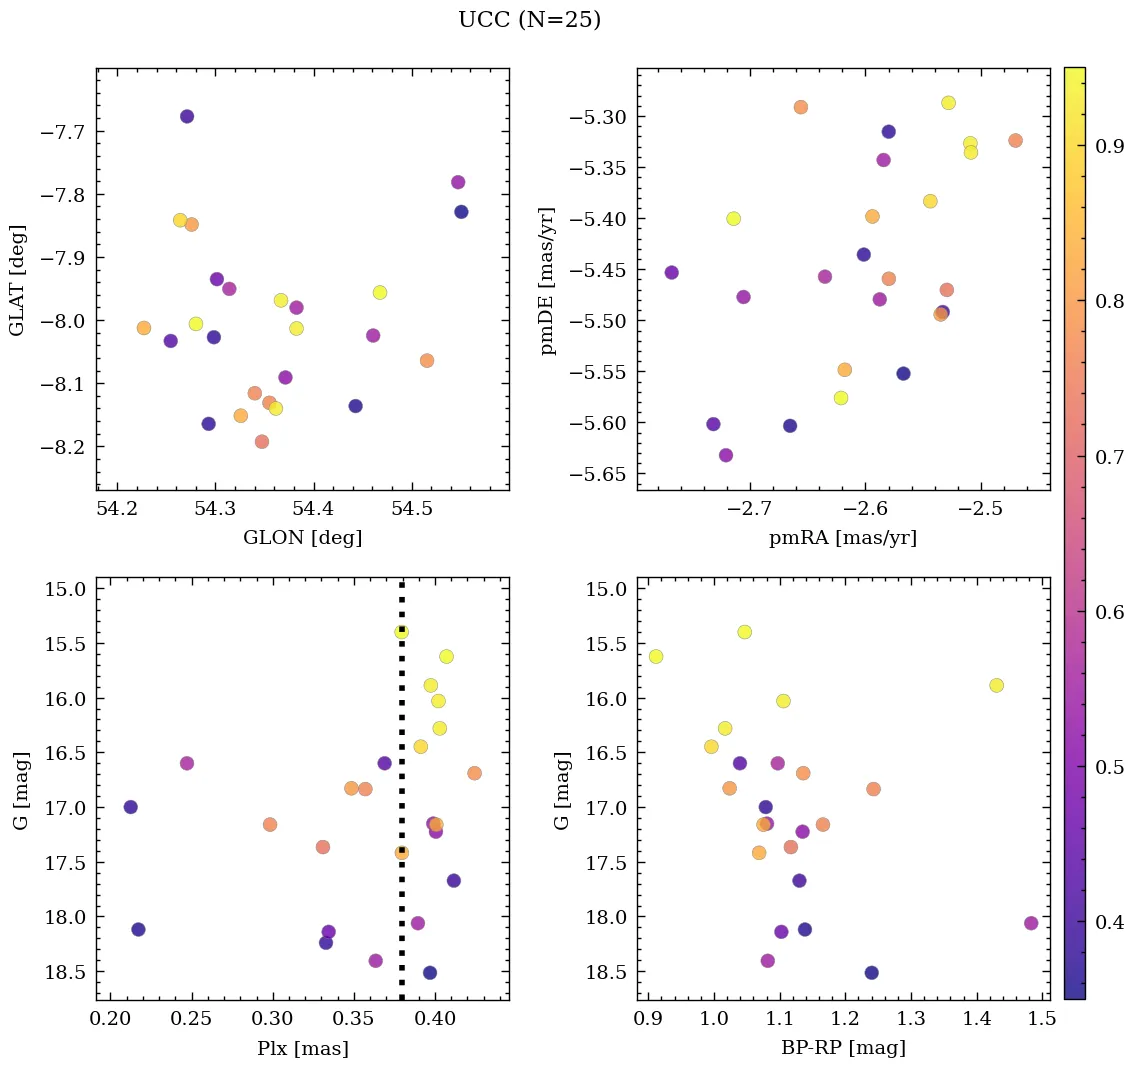 UCC (N=25)
−7.7
−7.8
−7.9
−8.0
−8.1
−8.2
GLAT [deg]
54.2 54.3 54.4 54.5
GLON [deg]
−5.30
−5.35
−5.40
−5.45
−5.50
−5.55
−5.60
−5.65
pmDE [mas/yr]
−2.7 −2.6 −2.5
pmRA [mas/yr]
0.9
0.8
0.7
0.6
0.5
0.4
15.0
15.5
16.0
16.5
17.0
17.5
18.0
18.5
G [mag]
0.20 0.25 0.30 0.35 0.40
Plx [mas]
15.0
15.5
16.0
16.5
17.0
17.5
18.0
18.5
G [mag]
0.9 1.0 1.1 1.2 1.3 1.4 1.5
BP-RP [mag]